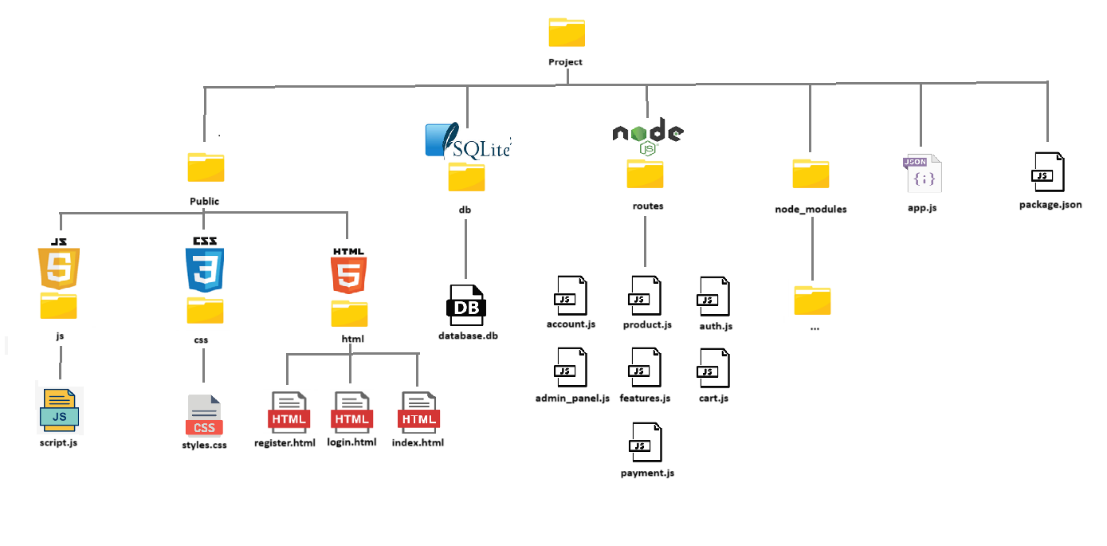 Project
SQLite
node
JS
Public
db
routes
node_modules
JSON
{;}
app.js
JS
package.json
JS
5
CSS
3
HTML
5
js
css
html
DB
database.db
JS
account.js
JS
product.js
JS
auth.js
...
JS
admin_panel.js
JS
features.js
JS
cart.js
JS
script.js
CSS
styles.css
HTML
register.html
HTML
login.html
HTML
index.html
JS
payment.js